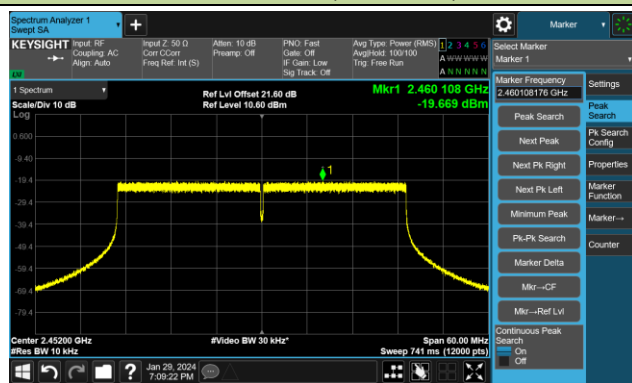 Spectrum Analyzer 1
Swept SA
+
Marker
KEYSIGHT
Input: RF
Coupling: AC
Align: Auto
Input Z: 50 Ω
Corr CCorr
Freq Ref: Int (S)
Atten: 10 dB
Preamp: Off
PNO: Fast
Gate: Off
IF Gain: Low
Sig Track: Off
Avg Type: Power (RMS)
Avg|Hold: 100/100
Trig: Free Run
1 2 3 4 5 6
A W W W W W
A N N N N N
Select Marker
Marker 1
1 Spectrum
Scale/Div 10 dB
Log
Ref Lvl Offset 21.60 dB
Ref Level 10.60 dBm
Mkr1 2.460 108 GHz
-19.669 dBm
Marker Frequency
2.460108176 GHz
Peak Search
Next Peak
Next Pk Right
Next Pk Left
Minimum Peak
Pk-Pk Search
Marker Delta
Mkr→CF
Mkr→Ref Lvl
Continuous Peak
Search
On
Off
Settings
Peak
Search
Pk Search
Config
Properties
Marker
Function
Marker→
Counter
0.600
-9.40
-19.4
-29.4
-39.4
-49.4
-59.4
-69.4
-79.4
1
Center 2.45200 GHz
#Res BW 10 kHz
#Video BW 30 kHz*
Span 60.00 MHz
Sweep 741 ms (12000 pts)
?
Jan 29, 2024
7:09:22 PM